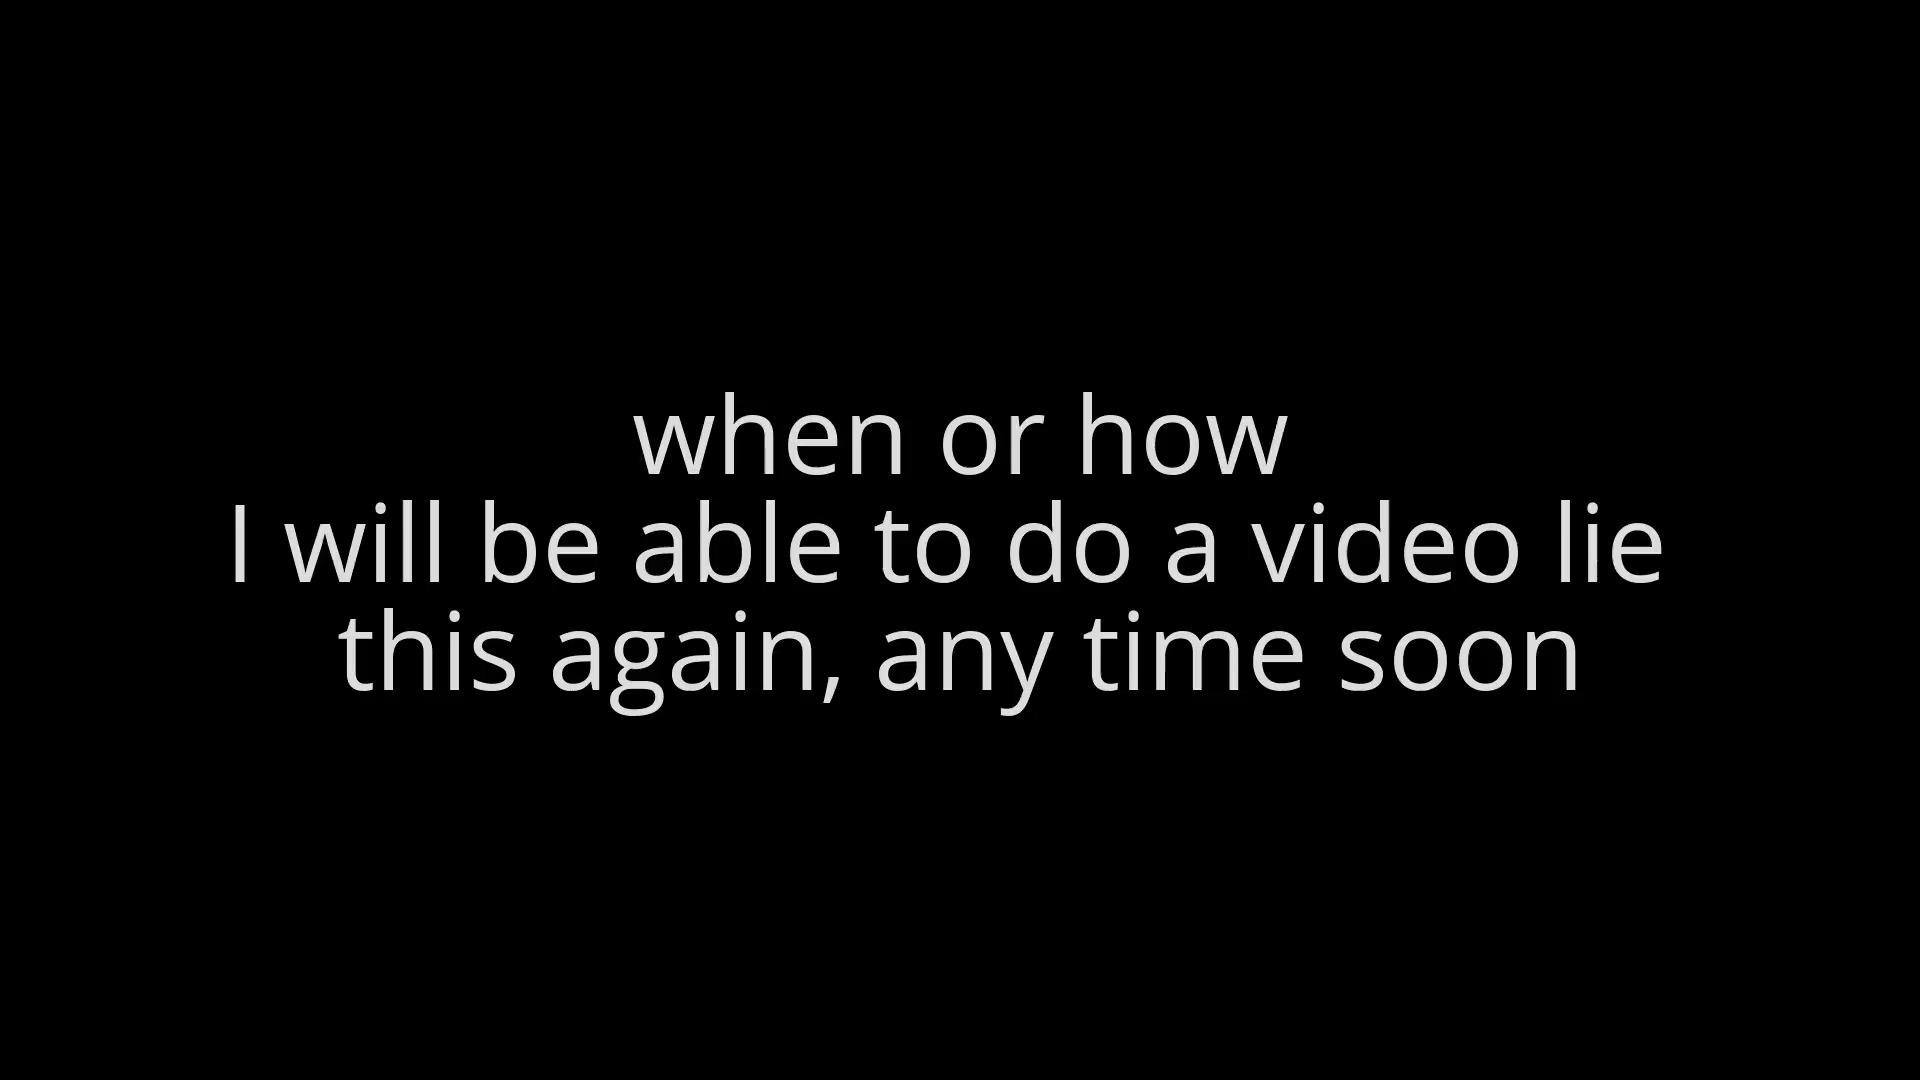 when or how
I will be able to do a video lie
this again, any time soon